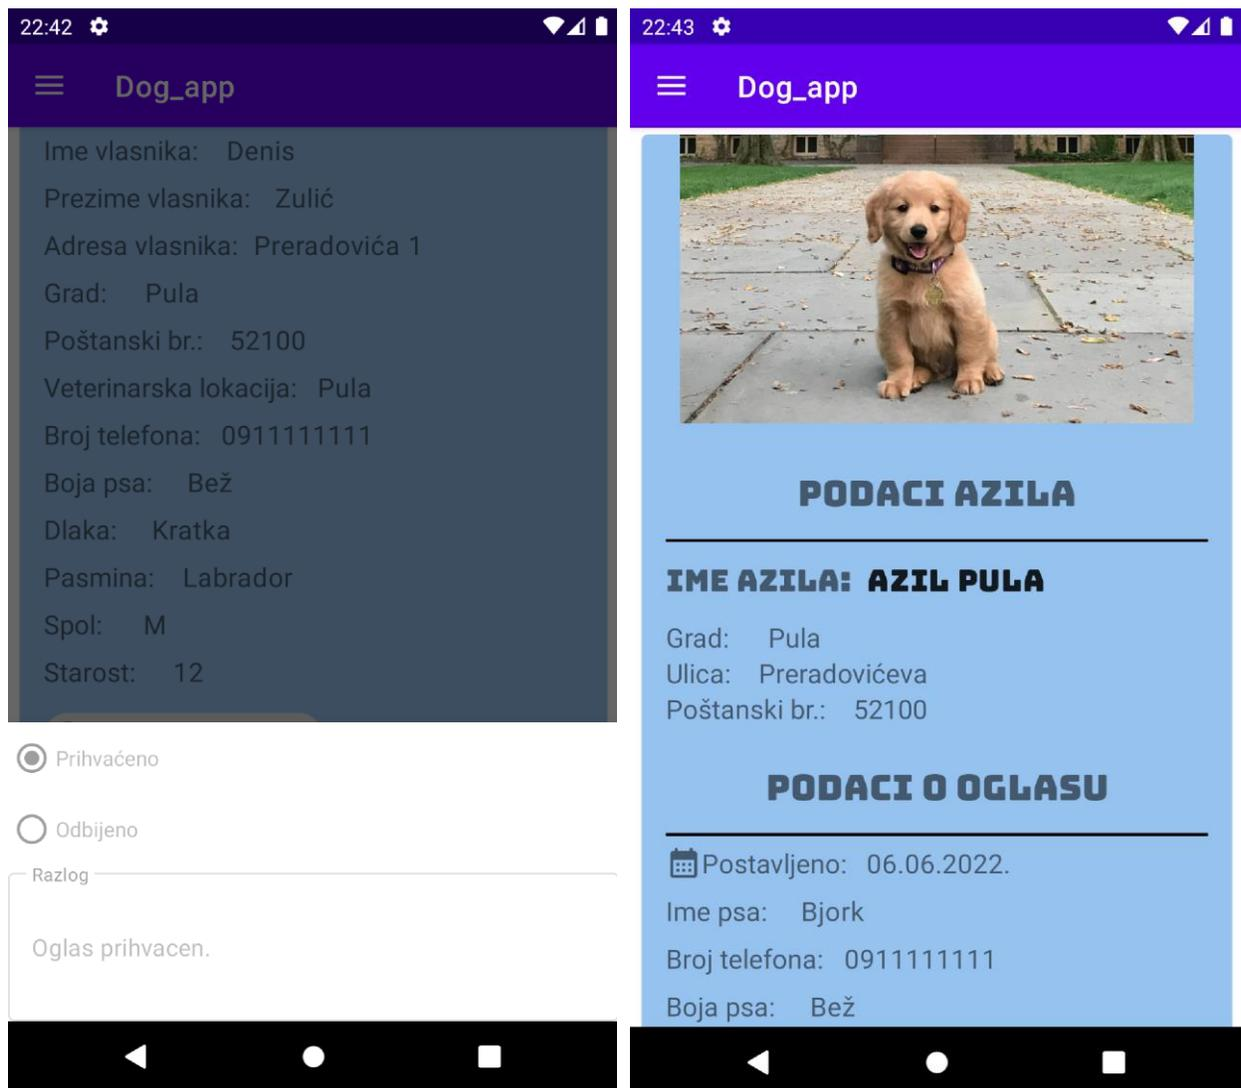 22:42
Dog_app
Ime vlasnika: Denis
Prezime vlasnika: Zulić
Adresa vlasnika: Preradovića 1
Grad: Pula
Poštanski br.: 52100
Veterinarska lokacija: Pula
Broj telefona: 0911111111
Boja psa: Bež
Dlaka: Kratka
Pasmina: Labrador
Spol: M
Starost: 12
Prihvaćeno
Odbijeno
Razlog
Oglas prihvacen.
22:43
Dog_app
PODACI AZILA
IME AZILA: AZIL PULA
Grad: Pula
Ulica: Preradovićeva
Poštanski br.: 52100
PODACI O OGLASU
Postavljeno: 06.06.2022.
Ime psa: Bjork
Broj telefona: 0911111111
Boja psa: Bež